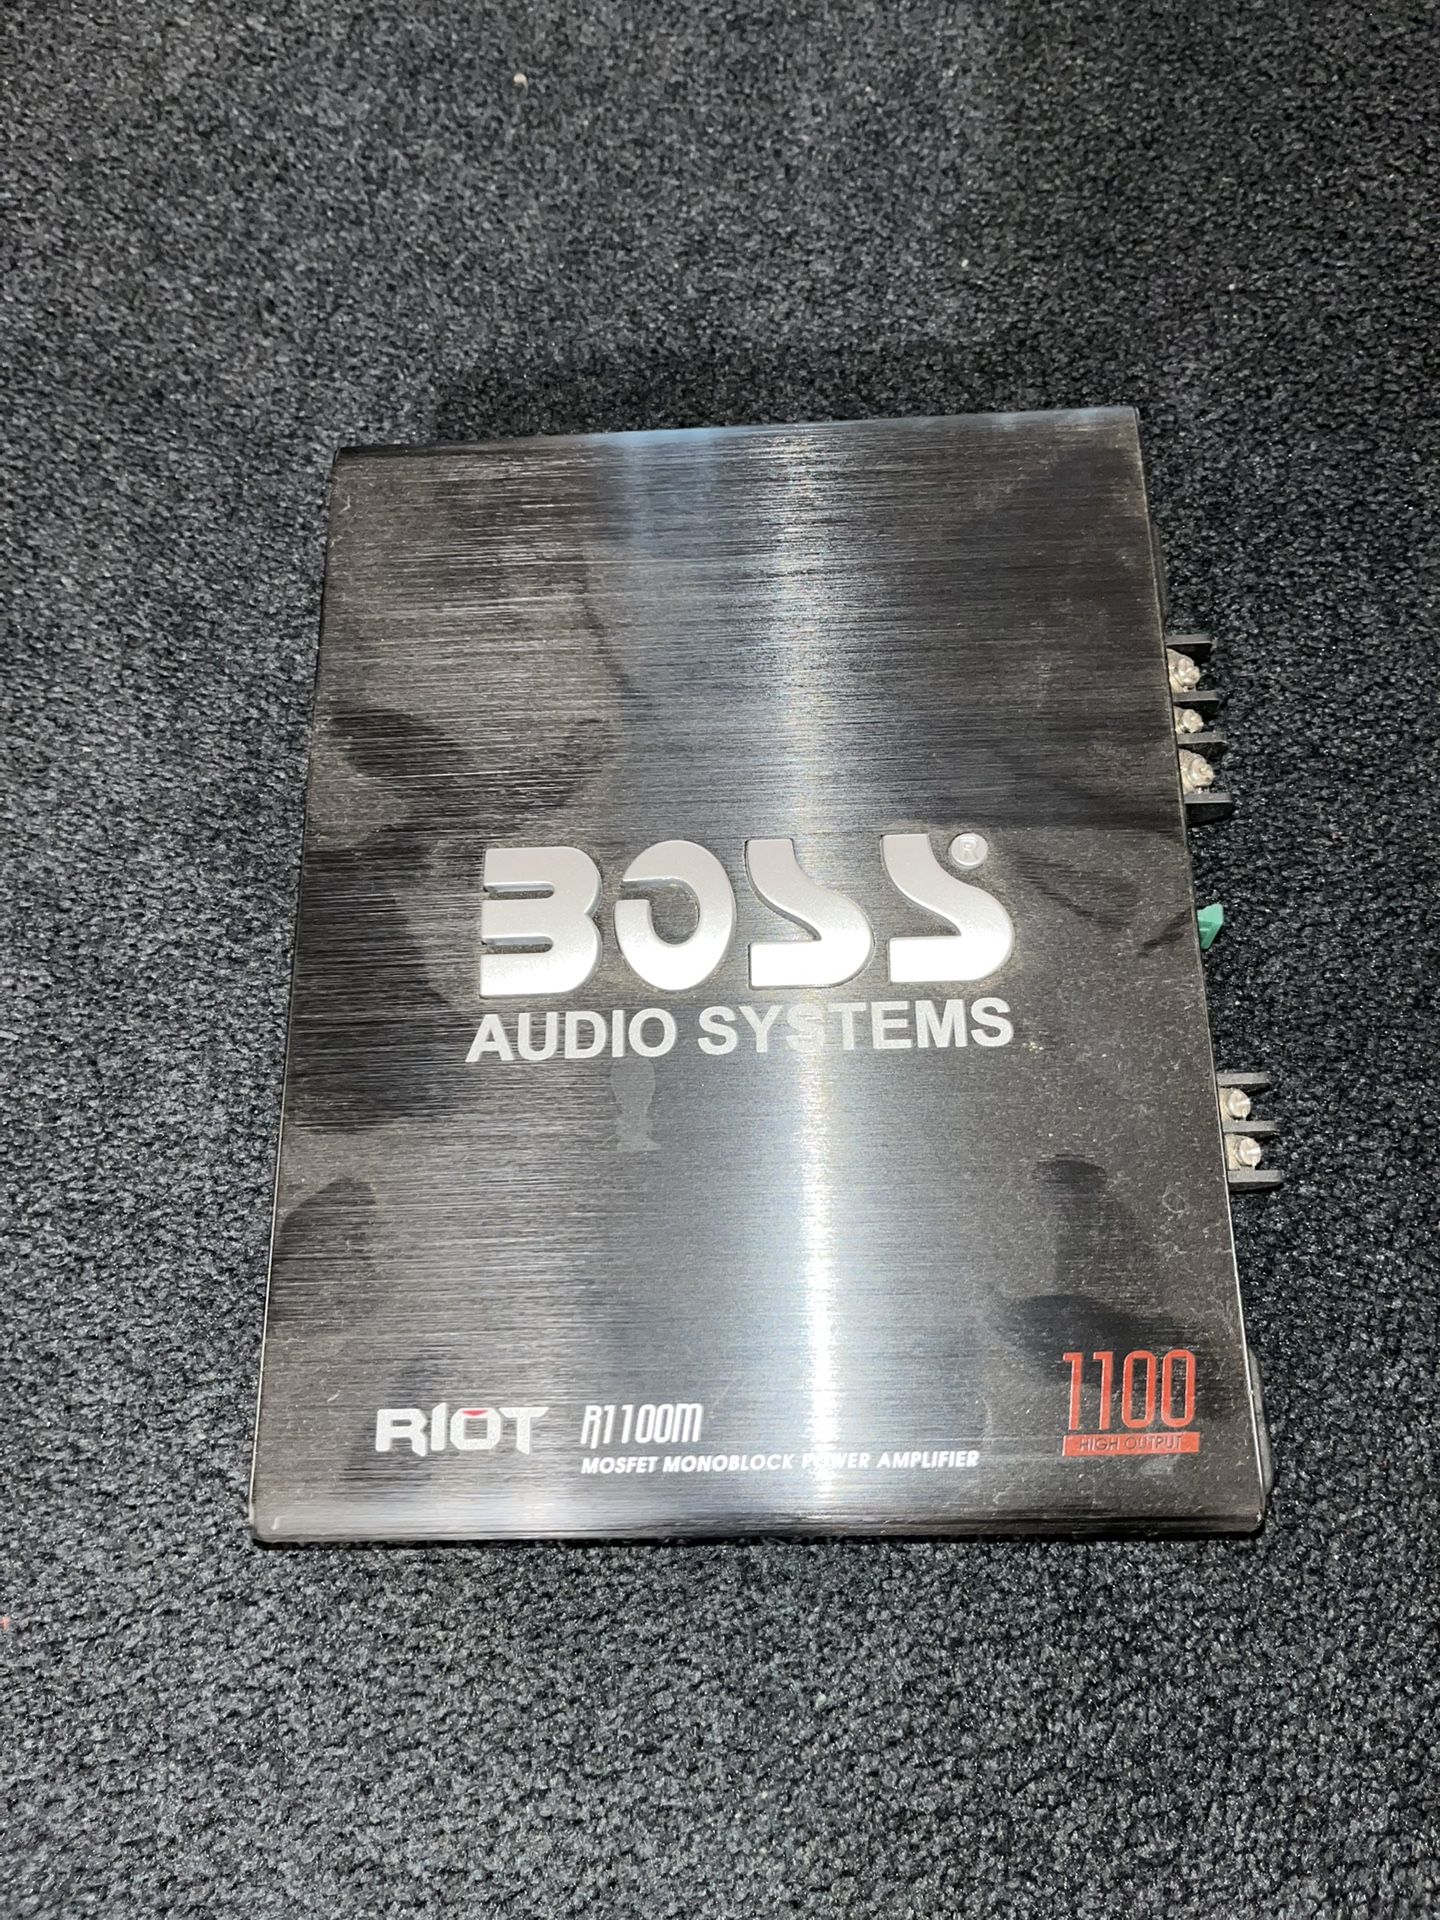 BOSS®
AUDIO SYSTEMS
RIOT R1100M
MOSFET MONOBLOCK POWER AMPLIFIER
1100
HIGH OUTPUT